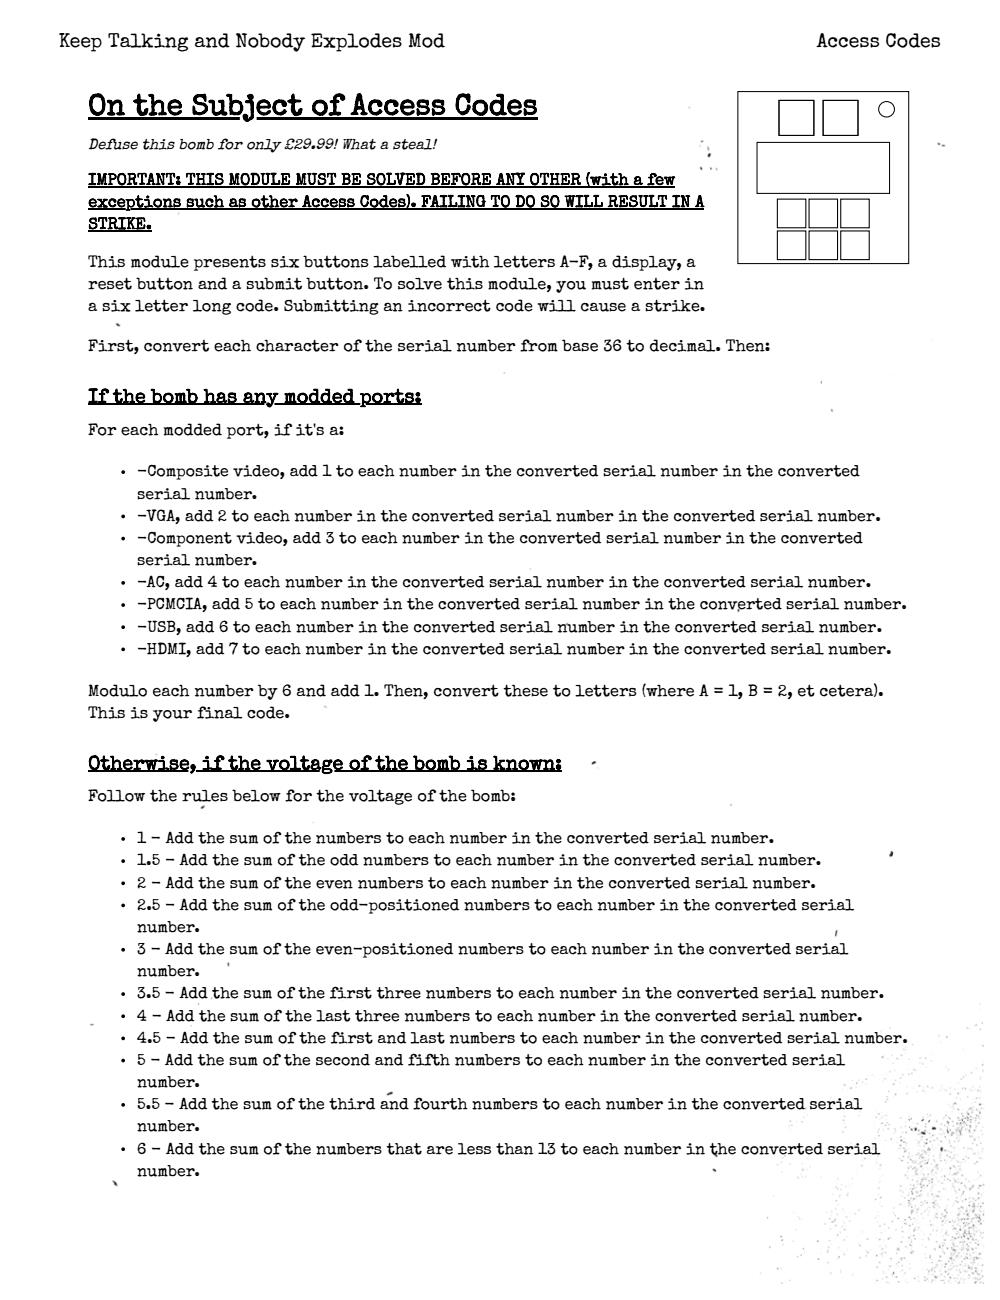 Keep Talking and Nobody Explodes Mod
Access Codes
On the Subject of Access Codes
Defuse this bomb for only £29.99! What a steal!
IMPORTANT: THIS MODULE MUST BE SOLVED BEFORE ANY OTHER (with a few
exceptions such as other Access Codes). FAILING TO DO SO WILL RESULT IN A
STRIKE.
This module presents six buttons labelled with letters A-F, a display, a
reset button and a submit button. To solve this module, you must enter in
a six letter long code. Submitting an incorrect code will cause a strike.
First, convert each character of the serial number from base 36 to decimal. Then:
If the bomb has any modded ports:
For each modded port, if it's a:
• -Composite video, add 1 to each number in the converted serial number in the converted
serial number.
• -VGA, add 2 to each number in the converted serial number in the converted serial number.
• -Component video, add 3 to each number in the converted serial number in the converted
serial number.
• -AC, add 4 to each number in the converted serial number in the converted serial number.
• -PCMCIA, add 5 to each number in the converted serial number in the converted serial number.
• -USB, add 6 to each number in the converted serial number in the converted serial number.
• -HDMI, add 7 to each number in the converted serial number in the converted serial number.
Modulo each number by 6 and add 1. Then, convert these to letters (where A = 1, B = 2, et cetera).
This is your final code.
Otherwise, if the voltage of the bomb is known:
Follow the rules below for the voltage of the bomb:
• 1 - Add the sum of the numbers to each number in the converted serial number.
• 1.5 - Add the sum of the odd numbers to each number in the converted serial number.
• 2 - Add the sum of the even numbers to each number in the converted serial number.
• 2.5 - Add the sum of the odd-positioned numbers to each number in the converted serial
number.
• 3 - Add the sum of the even-positioned numbers to each number in the converted serial
number.
• 3.5 - Add the sum of the first three numbers to each number in the converted serial number.
• 4 - Add the sum of the last three numbers to each number in the converted serial number.
• 4.5 - Add the sum of the first and last numbers to each number in the converted serial number.
• 5 - Add the sum of the second and fifth numbers to each number in the converted serial
number.
• 5.5 - Add the sum of the third and fourth numbers to each number in the converted serial
number.
• 6 - Add the sum of the numbers that are less than 13 to each number in the converted serial
number.